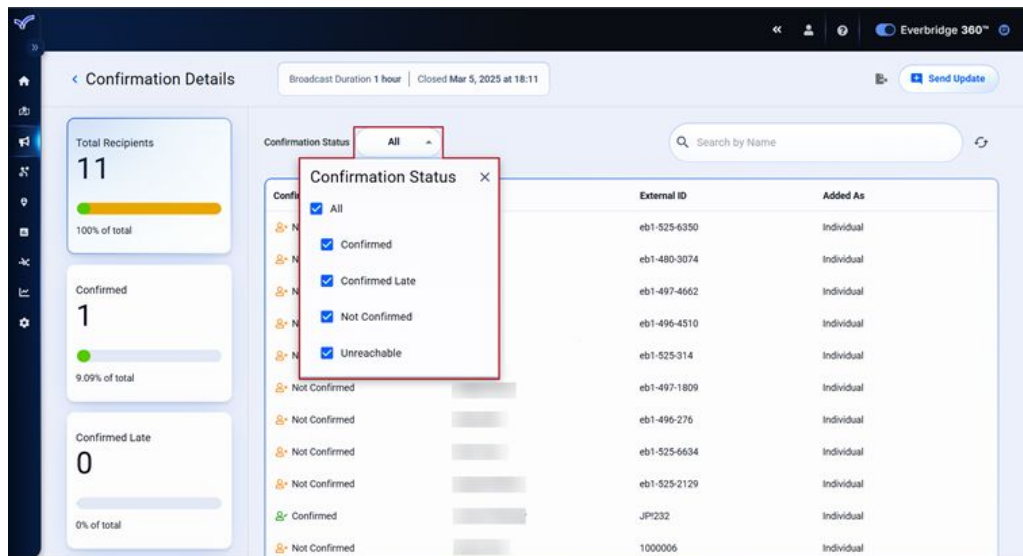 Everbridge 360™
Confirmation Details
Broadcast Duration 1 hour | Closed Mar 5, 2025 at 18:11
Send Update
Total Recipients
11
100% of total
Confirmed
1
9.09% of total
Confirmed Late
0
0% of total
Confirmation Status All
Search by Name
Confirmation Status
All
Confirmed
Confirmed Late
Not Confirmed
Unreachable
External ID Added As
eb1-525-6350 Individual
eb1-480-3074 Individual
eb1-497-4662 Individual
eb1-496-4510 Individual
eb1-525-314 Individual
Not Confirmed eb1-497-1809 Individual
Not Confirmed eb1-496-276 Individual
Not Confirmed eb1-525-6634 Individual
Not Confirmed eb1-525-2129 Individual
Confirmed JP!232 Individual
Not Confirmed 1000006 Individual